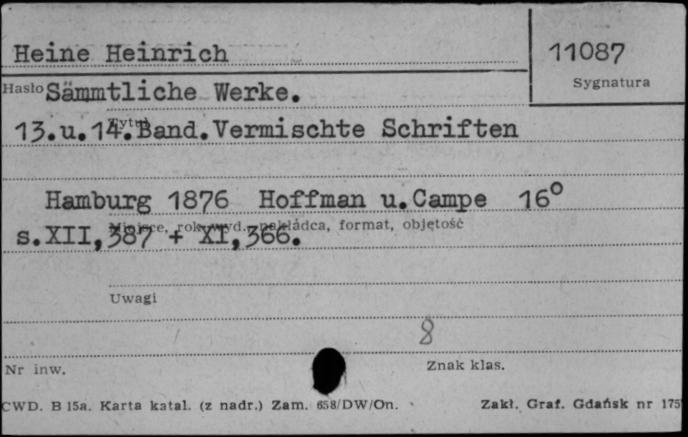 Heine Heinrich
11087
Sygnatura
Hasło Sämmtliche Werke.
Tytuł
13.u.14.Band.Vermischte Schriften
Hamburg 1876 Hoffman u.Campe 16°
Miejsce, rok wyd., nakładca, format, objętość
s.XII,387 + XI,366.
Uwagi
8
Nr inw.
Znak klas.
CWD. B 15a. Karta katal. (z nadr.) Zam. 658/DW/On.
Zakł. Graf. Gdańsk nr 175